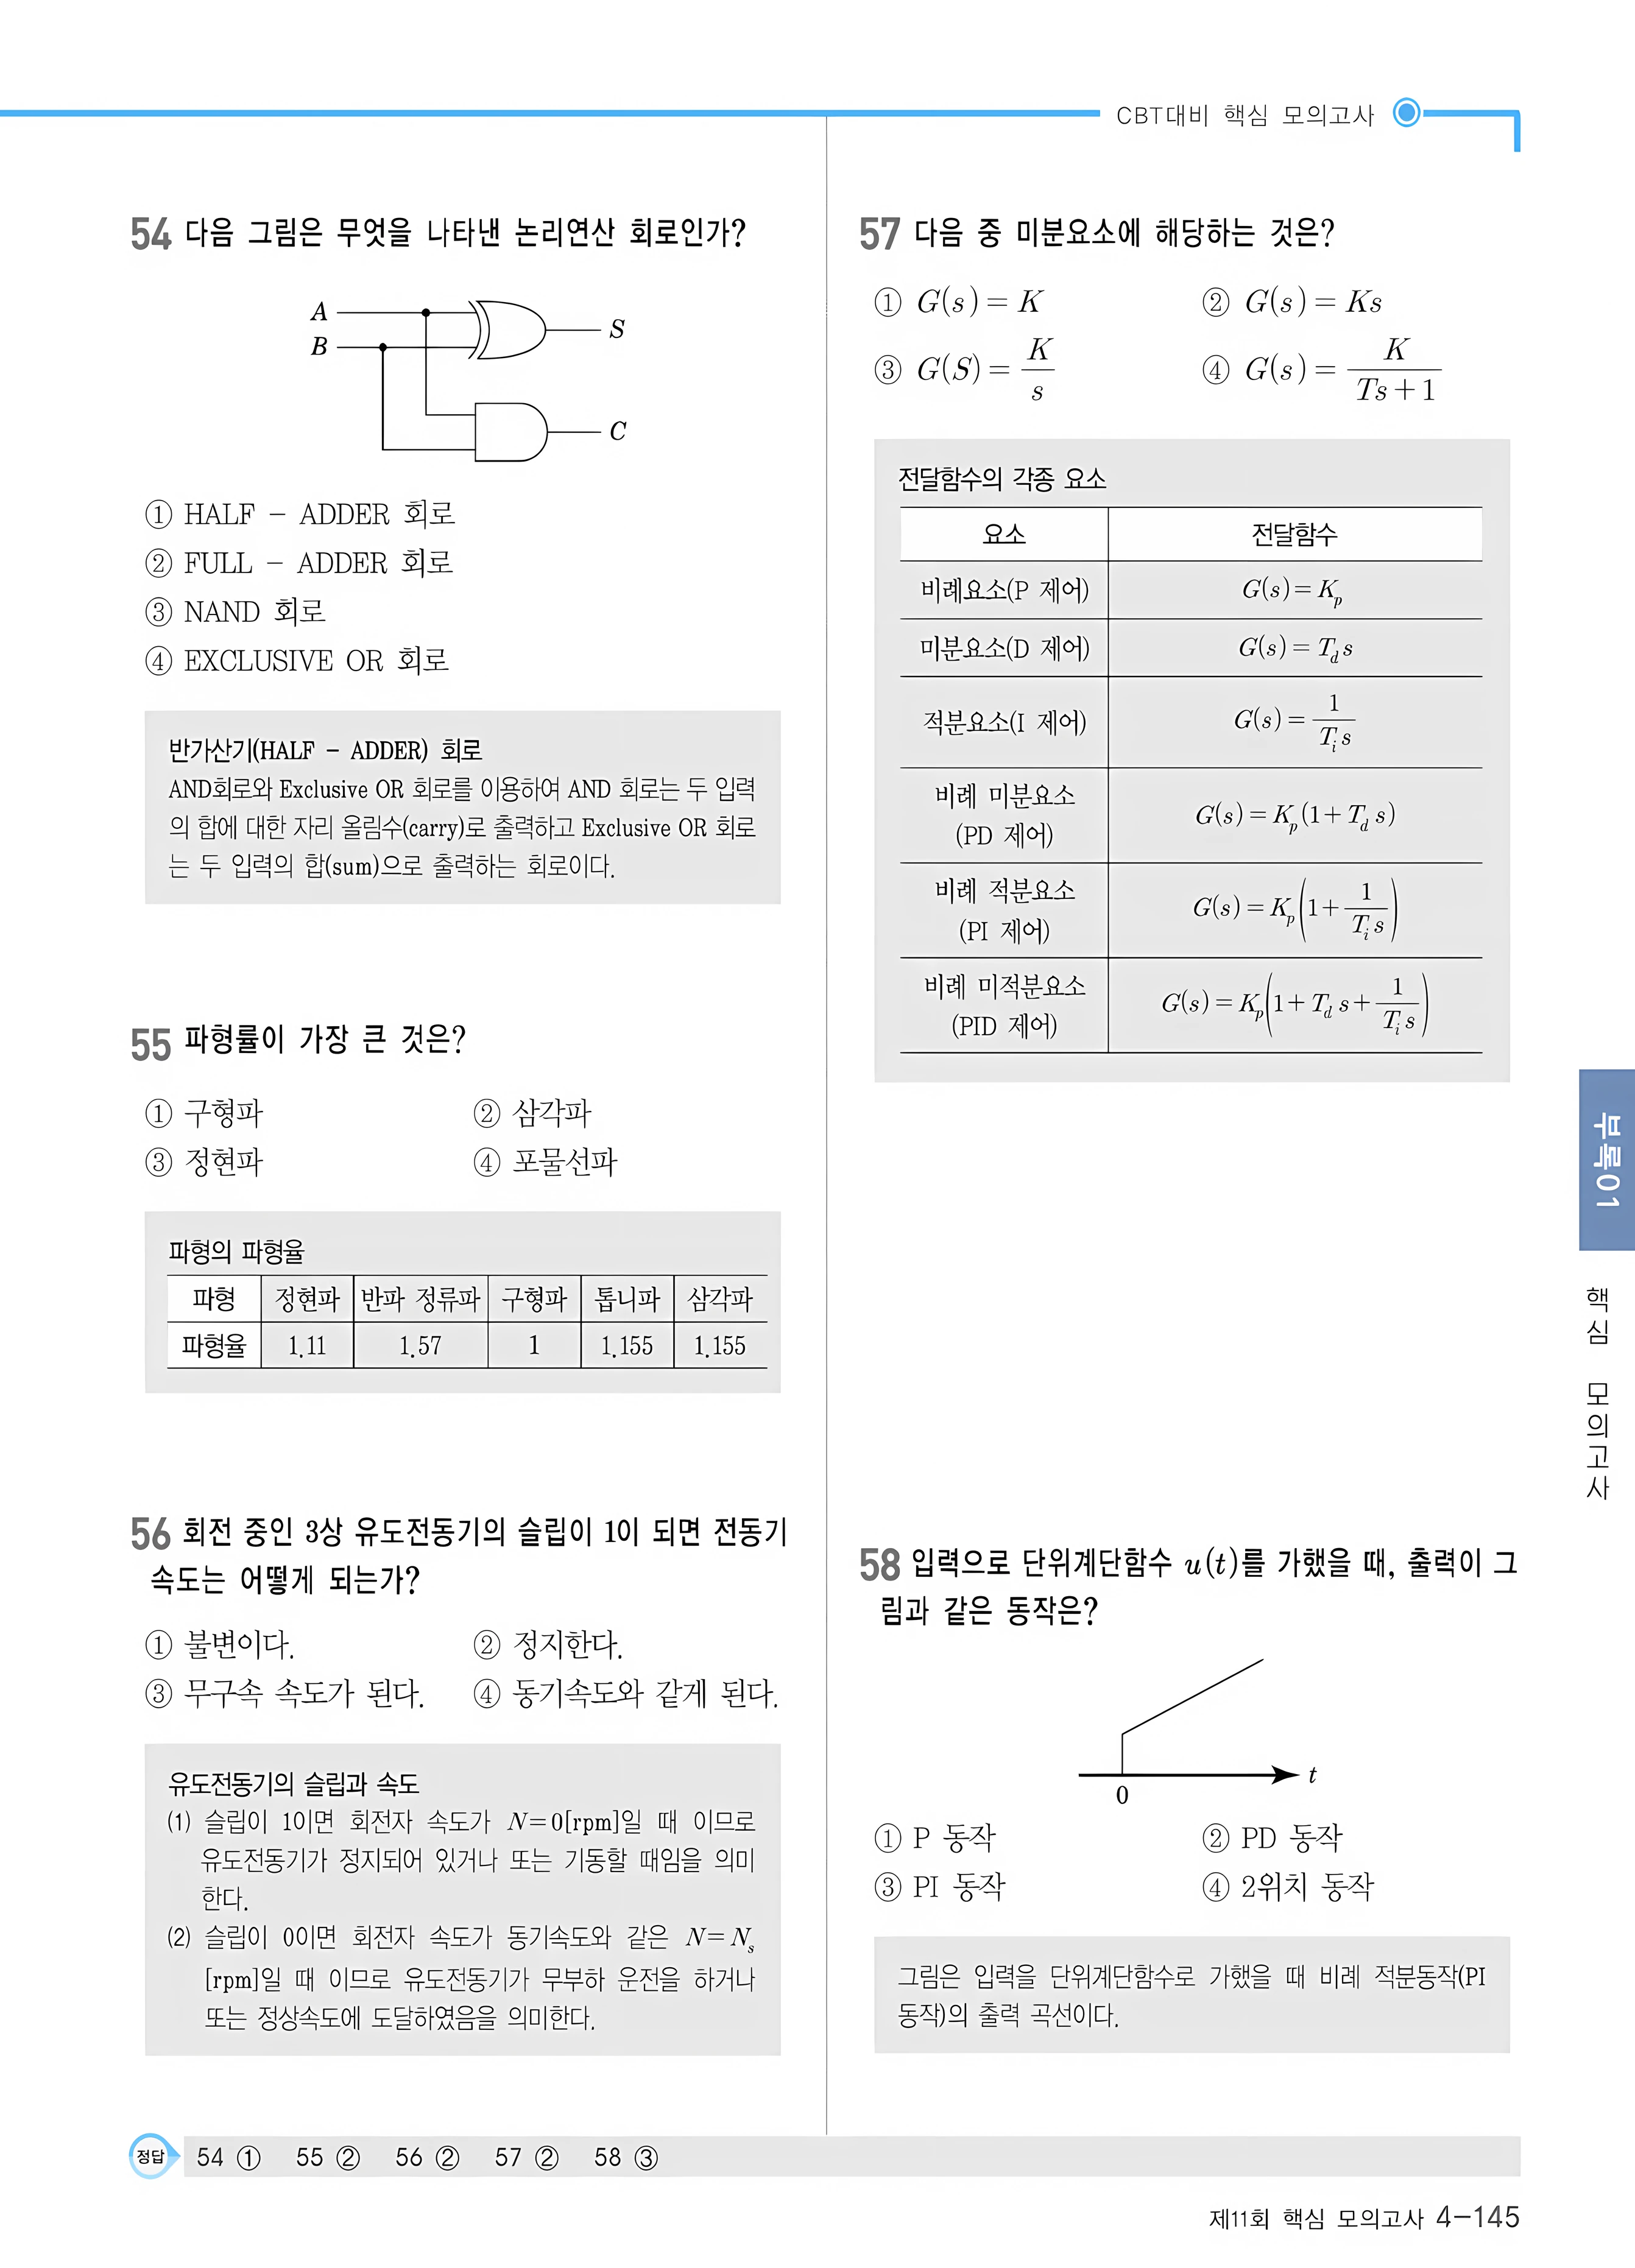 CBT대비 핵심 모의고사
54 다음 그림은 무엇을 나타낸 논리연산 회로인가?
A
B
S
C
① HALF - ADDER 회로
② FULL - ADDER 회로
③ NAND 회로
④ EXCLUSIVE OR 회로
반가산기(HALF - ADDER) 회로
AND회로와 Exclusive OR 회로를 이용하여 AND 회로는 두 입력
의 합에 대한 자리 올림수(carry)로 출력하고 Exclusive OR 회로
는 두 입력의 합(sum)으로 출력하는 회로이다.
55 파형률이 가장 큰 것은?
① 구형파 ② 삼각파
③ 정현파 ④ 포물선파
파형의 파형율
파형 정현파 반파 정류파 구형파 톱니파 삼각파
파형율 1.11 1.57 1 1.155 1.155
56 회전 중인 3상 유도전동기의 슬립이 1이 되면 전동기
속도는 어떻게 되는가?
① 불변이다. ② 정지한다.
③ 무구속 속도가 된다. ④ 동기속도와 같게 된다.
유도전동기의 슬립과 속도
(1) 슬립이 1이면 회전자 속도가 N=0[rpm]일 때 이므로
유도전동기가 정지되어 있거나 또는 기동할 때임을 의미
한다.
(2) 슬립이 0이면 회전자 속도가 동기속도와 같은 N=Nₛ
[rpm]일 때 이므로 유도전동기가 무부하 운전을 하거나
또는 정상속도에 도달하였음을 의미한다.
57 다음 중 미분요소에 해당하는 것은?
① G(s)=K ② G(s)=Ks
③ G(S)=K/s ④ G(s)=K/(Ts+1)
전달함수의 각종 요소
요소 전달함수
비례요소(P 제어) G(s)=K_p
미분요소(D 제어) G(s)=T_d s
적분요소(I 제어) G(s)=1/(T_i s)
비례 미분요소
(PD 제어) G(s)=K_p(1+T_d s)
비례 적분요소
(PI 제어) G(s)=K_p(1+1/(T_i s))
비례 미적분요소
(PID 제어) G(s)=K_p(1+T_d s+1/(T_i s))
58 입력으로 단위계단함수 u(t)를 가했을 때, 출력이 그
림과 같은 동작은?
t
0
① P 동작 ② PD 동작
③ PI 동작 ④ 2위치 동작
그림은 입력을 단위계단함수로 가했을 때 비례 적분동작(PI
동작)의 출력 곡선이다.
부록01
핵심 모의고사
정답 54 ① 55 ② 56 ② 57 ② 58 ③
제11회 핵심 모의고사 4-145